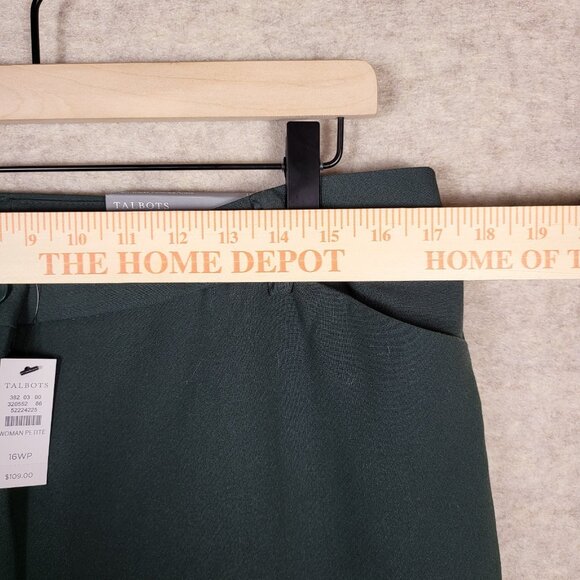 TALBOTS
9 10 11 12 13 14 15 16 17 18 19
THE HOME DEPOT HOME OF T
TALBOTS
382 03 00
320552 86
52224225
WOMAN PETITE
16WP
$109.00